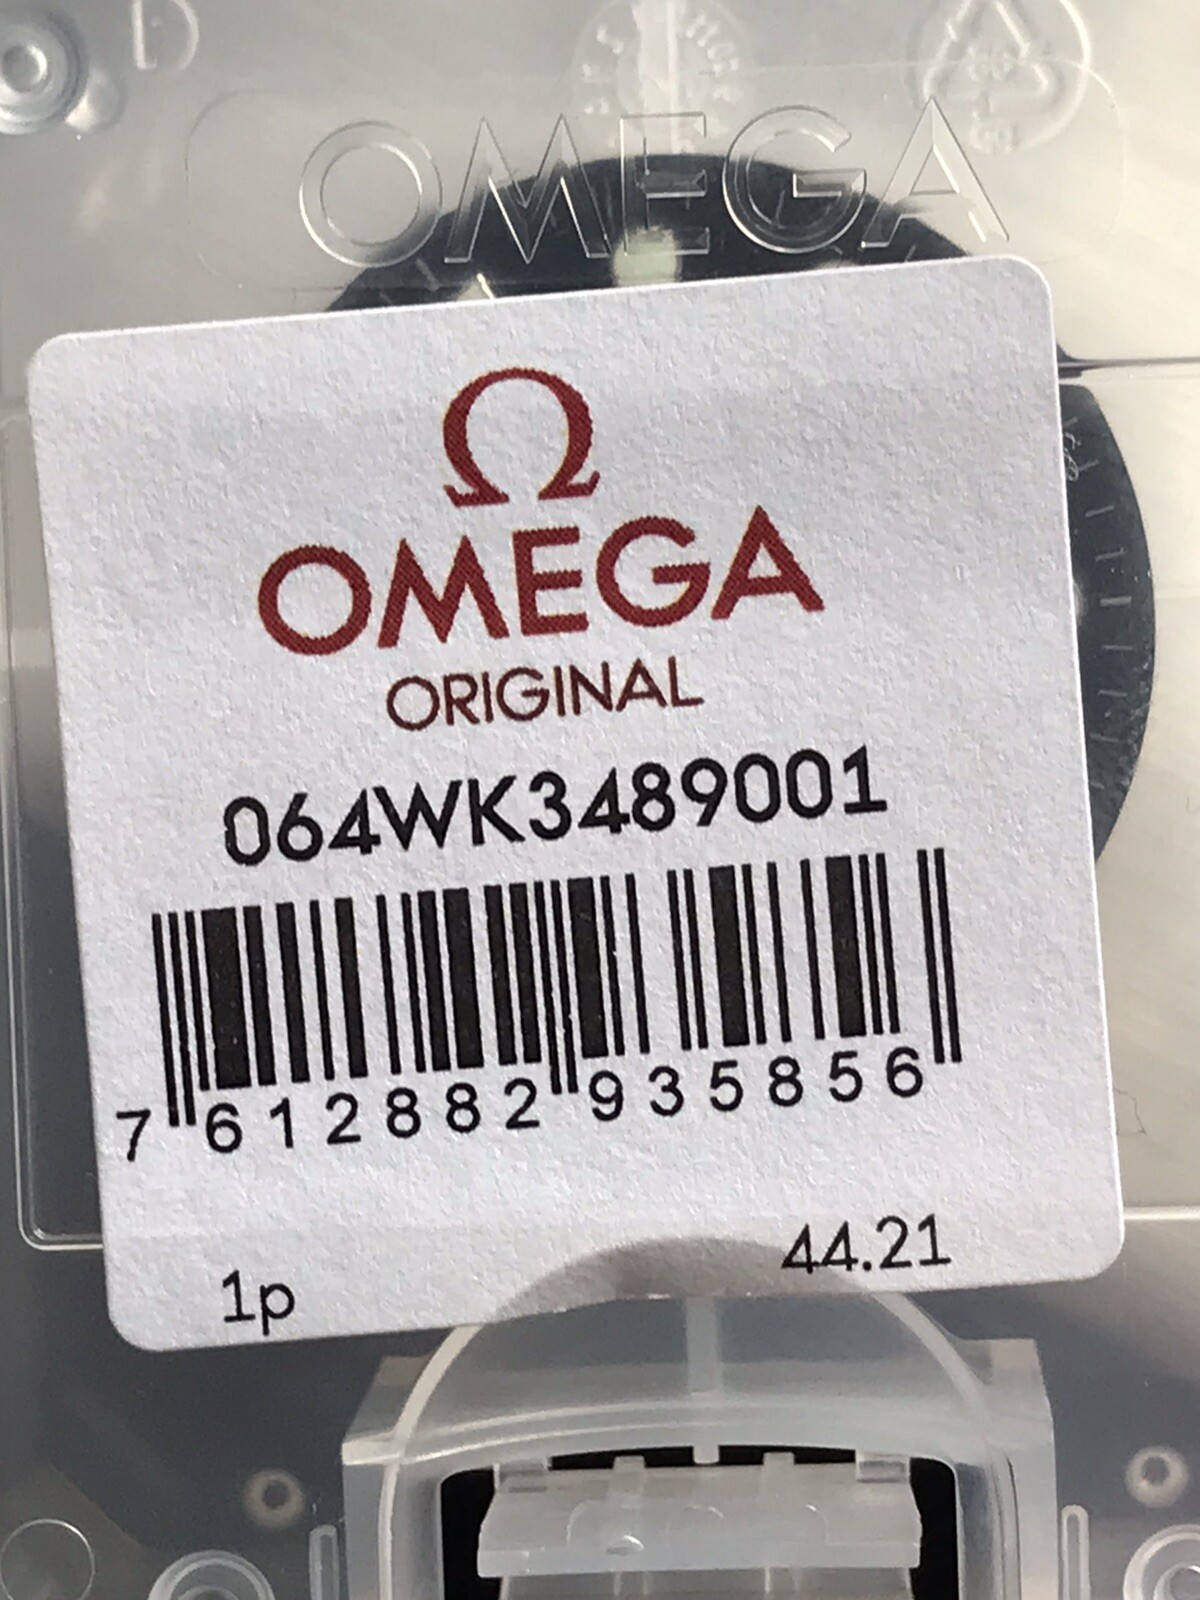 OMEGA
Ω
OMEGA
ORIGINAL
064WK3489001
7 612882 935856
1p 44.21